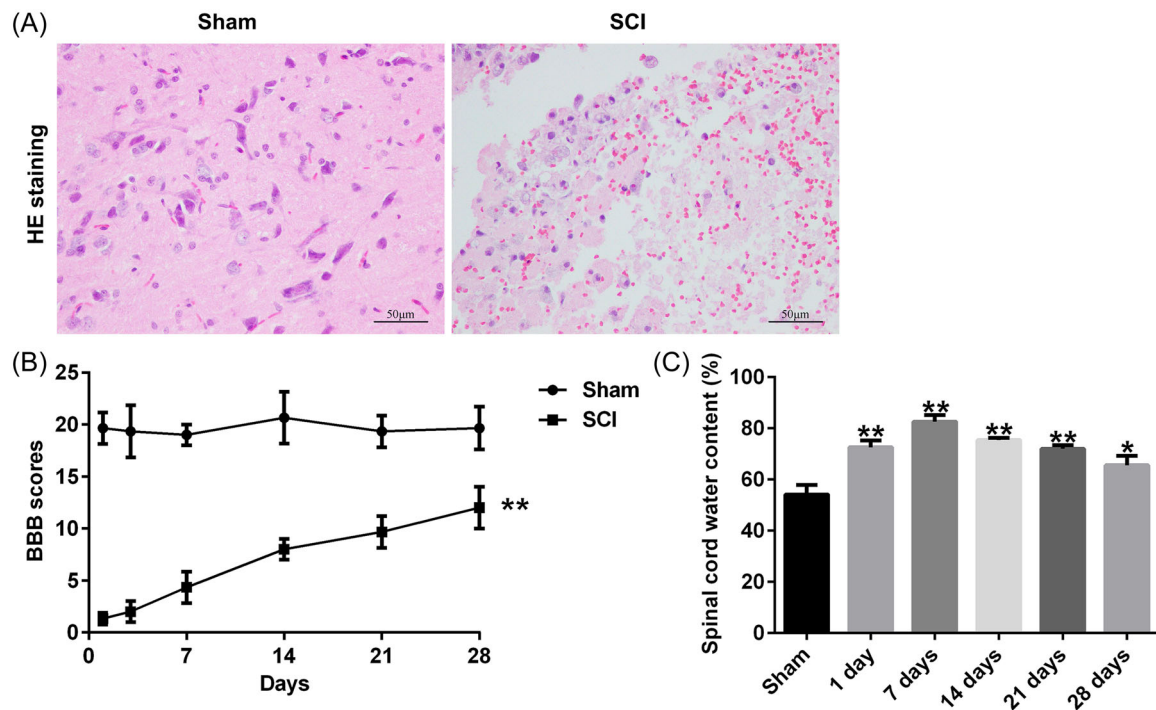 (A)
Sham
SCI
HE staining
50μm
50μm
(B)
25
20
15
10
5
0
BBB scores
0
7
14
21
28
Days
Sham
SCI
**
(C)
Spinal cord water content (%)
100
80
60
40
20
0
**
**
**
**
*
Sham
1 day
7 days
14 days
21 days
28 days